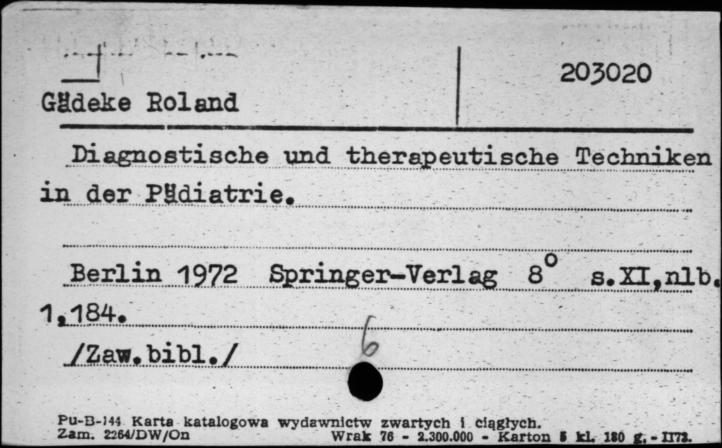 203020
Gädeke Roland
Diagnostische und therapeutische Techniken
in der Pädiatrie.
Berlin 1972 Springer-Verlag 8° s.XI,nlb.
1,184.
/Zaw.bibl./
6
Pu-B-144 Karta katalogowa wydawnictw zwartych i ciągłych.
Zam. 2264/DW/On Wrak 76 - 2.300.000 - Karton 5 kl. 180 g. - II72.